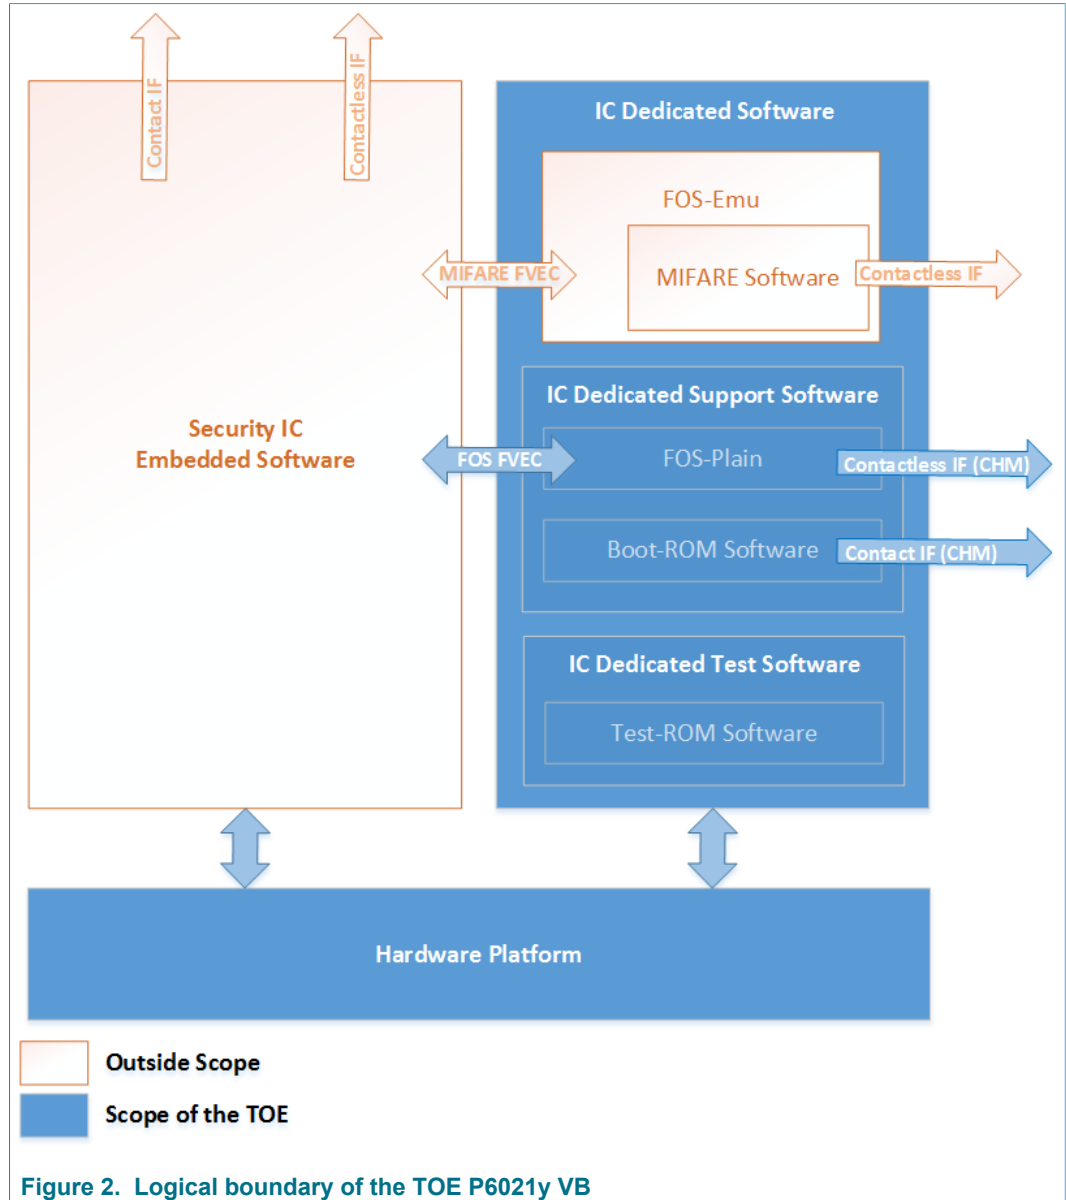 Contact IF
Contactless IF
IC Dedicated Software
FOS-Emu
MIFARE FVEC
MIFARE Software
Contactless IF
IC Dedicated Support Software
Security IC
Embedded Software
FOS FVEC
FOS-Plain
Contactless IF (CHM)
Boot-ROM Software
Contact IF (CHM)
IC Dedicated Test Software
Test-ROM Software
Hardware Platform
Outside Scope
Scope of the TOE
Figure 2. Logical boundary of the TOE P6021y VB